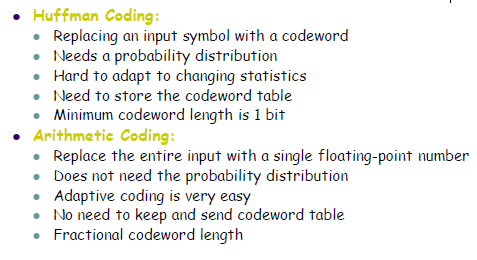 Huffman Coding:
Replacing an input symbol with a codeword
Needs a probability distribution
Hard to adapt to changing statistics
Need to store the codeword table
Minimum codeword length is 1 bit
Arithmetic Coding:
Replace the entire input with a single floating-point number
Does not need the probability distribution
Adaptive coding is very easy
No need to keep and send codeword table
Fractional codeword length